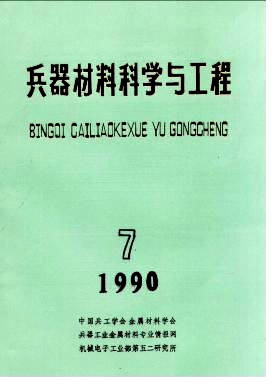 兵器材料科学与工程
BINGQI CAILIAOKEXUE YU GONGCHENG
7
1990
中国兵工学会金属材料学会
兵器工业金属材料专业情报网
机械电子工业部第五二研究所